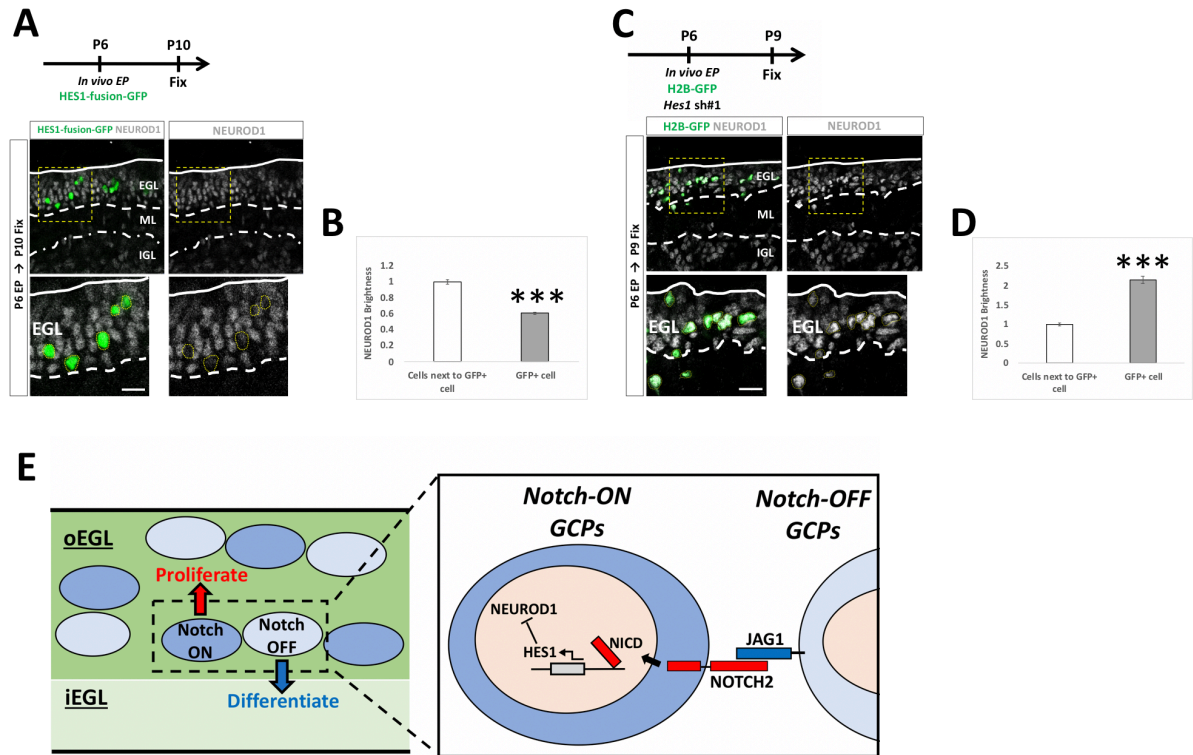 A
P6
P10
In vivo EP
Fix
HES1-fusion-GFP
HES1-fusion-GFP NEUROD1
NEUROD1
P6 EP → P10 Fix
EGL
ML
IGL
EGL
B
NEUROD1 Brightness
1.2
1
0.8
0.6
0.4
0.2
0
***
Cells next to GFP+
cell
GFP+ cell
C
P6
P9
In vivo EP
Fix
H2B-GFP
Hes1 sh#1
H2B-GFP NEUROD1
NEUROD1
P6 EP → P9 Fix
EGL
ML
IGL
EGL
D
NEUROD1 Brightness
2.5
2
1.5
1
0.5
0
***
Cells next to GFP+
cell
GFP+ cell
E
oEGL
Proliferate
Notch
ON
Notch
OFF
iEGL
Differentiate
Notch-ON
GCPs
Notch-OFF
GCPs
NEUROD1
HES1
NICD
JAG1
NOTCH2